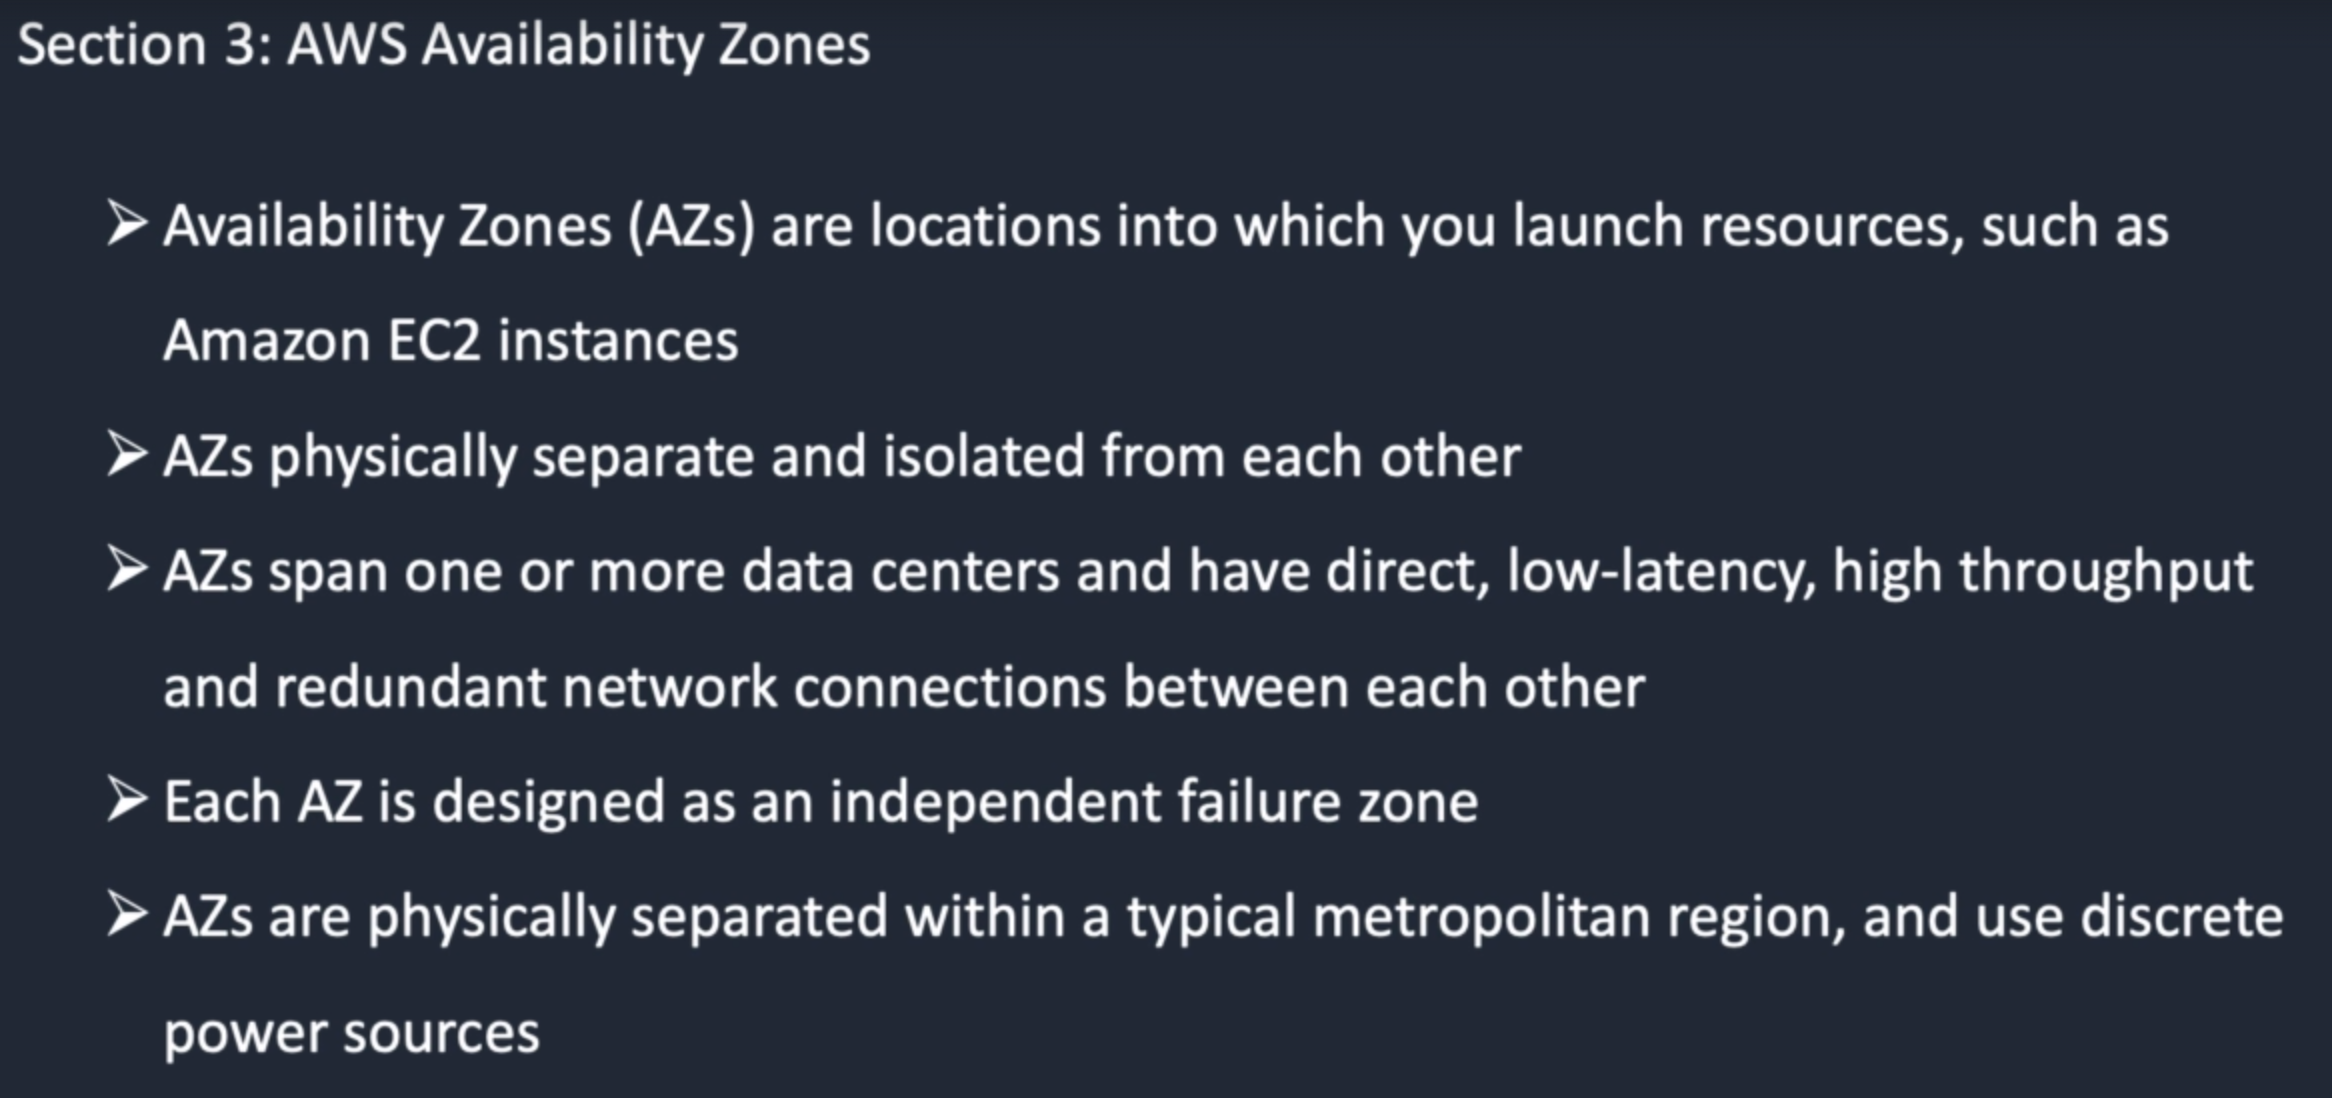 Section 3: AWS Availability Zones
➢ Availability Zones (AZs) are locations into which you launch resources, such as
Amazon EC2 instances
➢ AZs physically separate and isolated from each other
➢ AZs span one or more data centers and have direct, low-latency, high throughput
and redundant network connections between each other
➢ Each AZ is designed as an independent failure zone
➢ AZs are physically separated within a typical metropolitan region, and use discrete
power sources